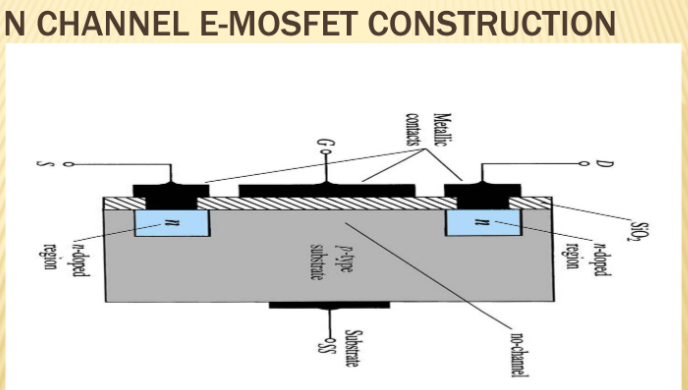 N CHANNEL E-MOSFET CONSTRUCTION
Metallic
contacts
S
G
D
SiO₂
n
n
n-doped
region
n-doped
region
p-type
substrate
no-channel
Substrate
SS